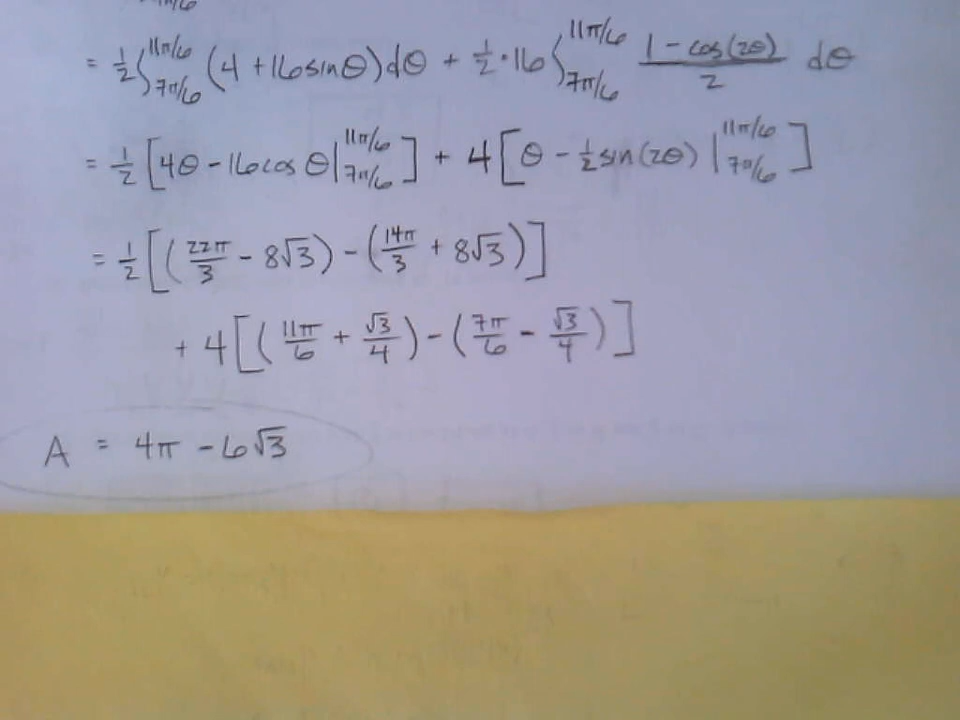 = 1/2 ∫_{7π/6}^{11π/6} (4 + 16 sinθ) dθ + 1/2 · 16 ∫_{7π/6}^{11π/6} (1 - cos(2θ))/2 dθ
= 1/2 [4θ - 16 cos θ |_{7π/6}^{11π/6}] + 4 [θ - 1/2 sin(2θ) |_{7π/6}^{11π/6}]
= 1/2 [(22π/3 - 8√3) - (14π/3 + 8√3)]
+ 4 [(11π/6 + √3/4) - (7π/6 - √3/4)]
A = 4π - 6√3